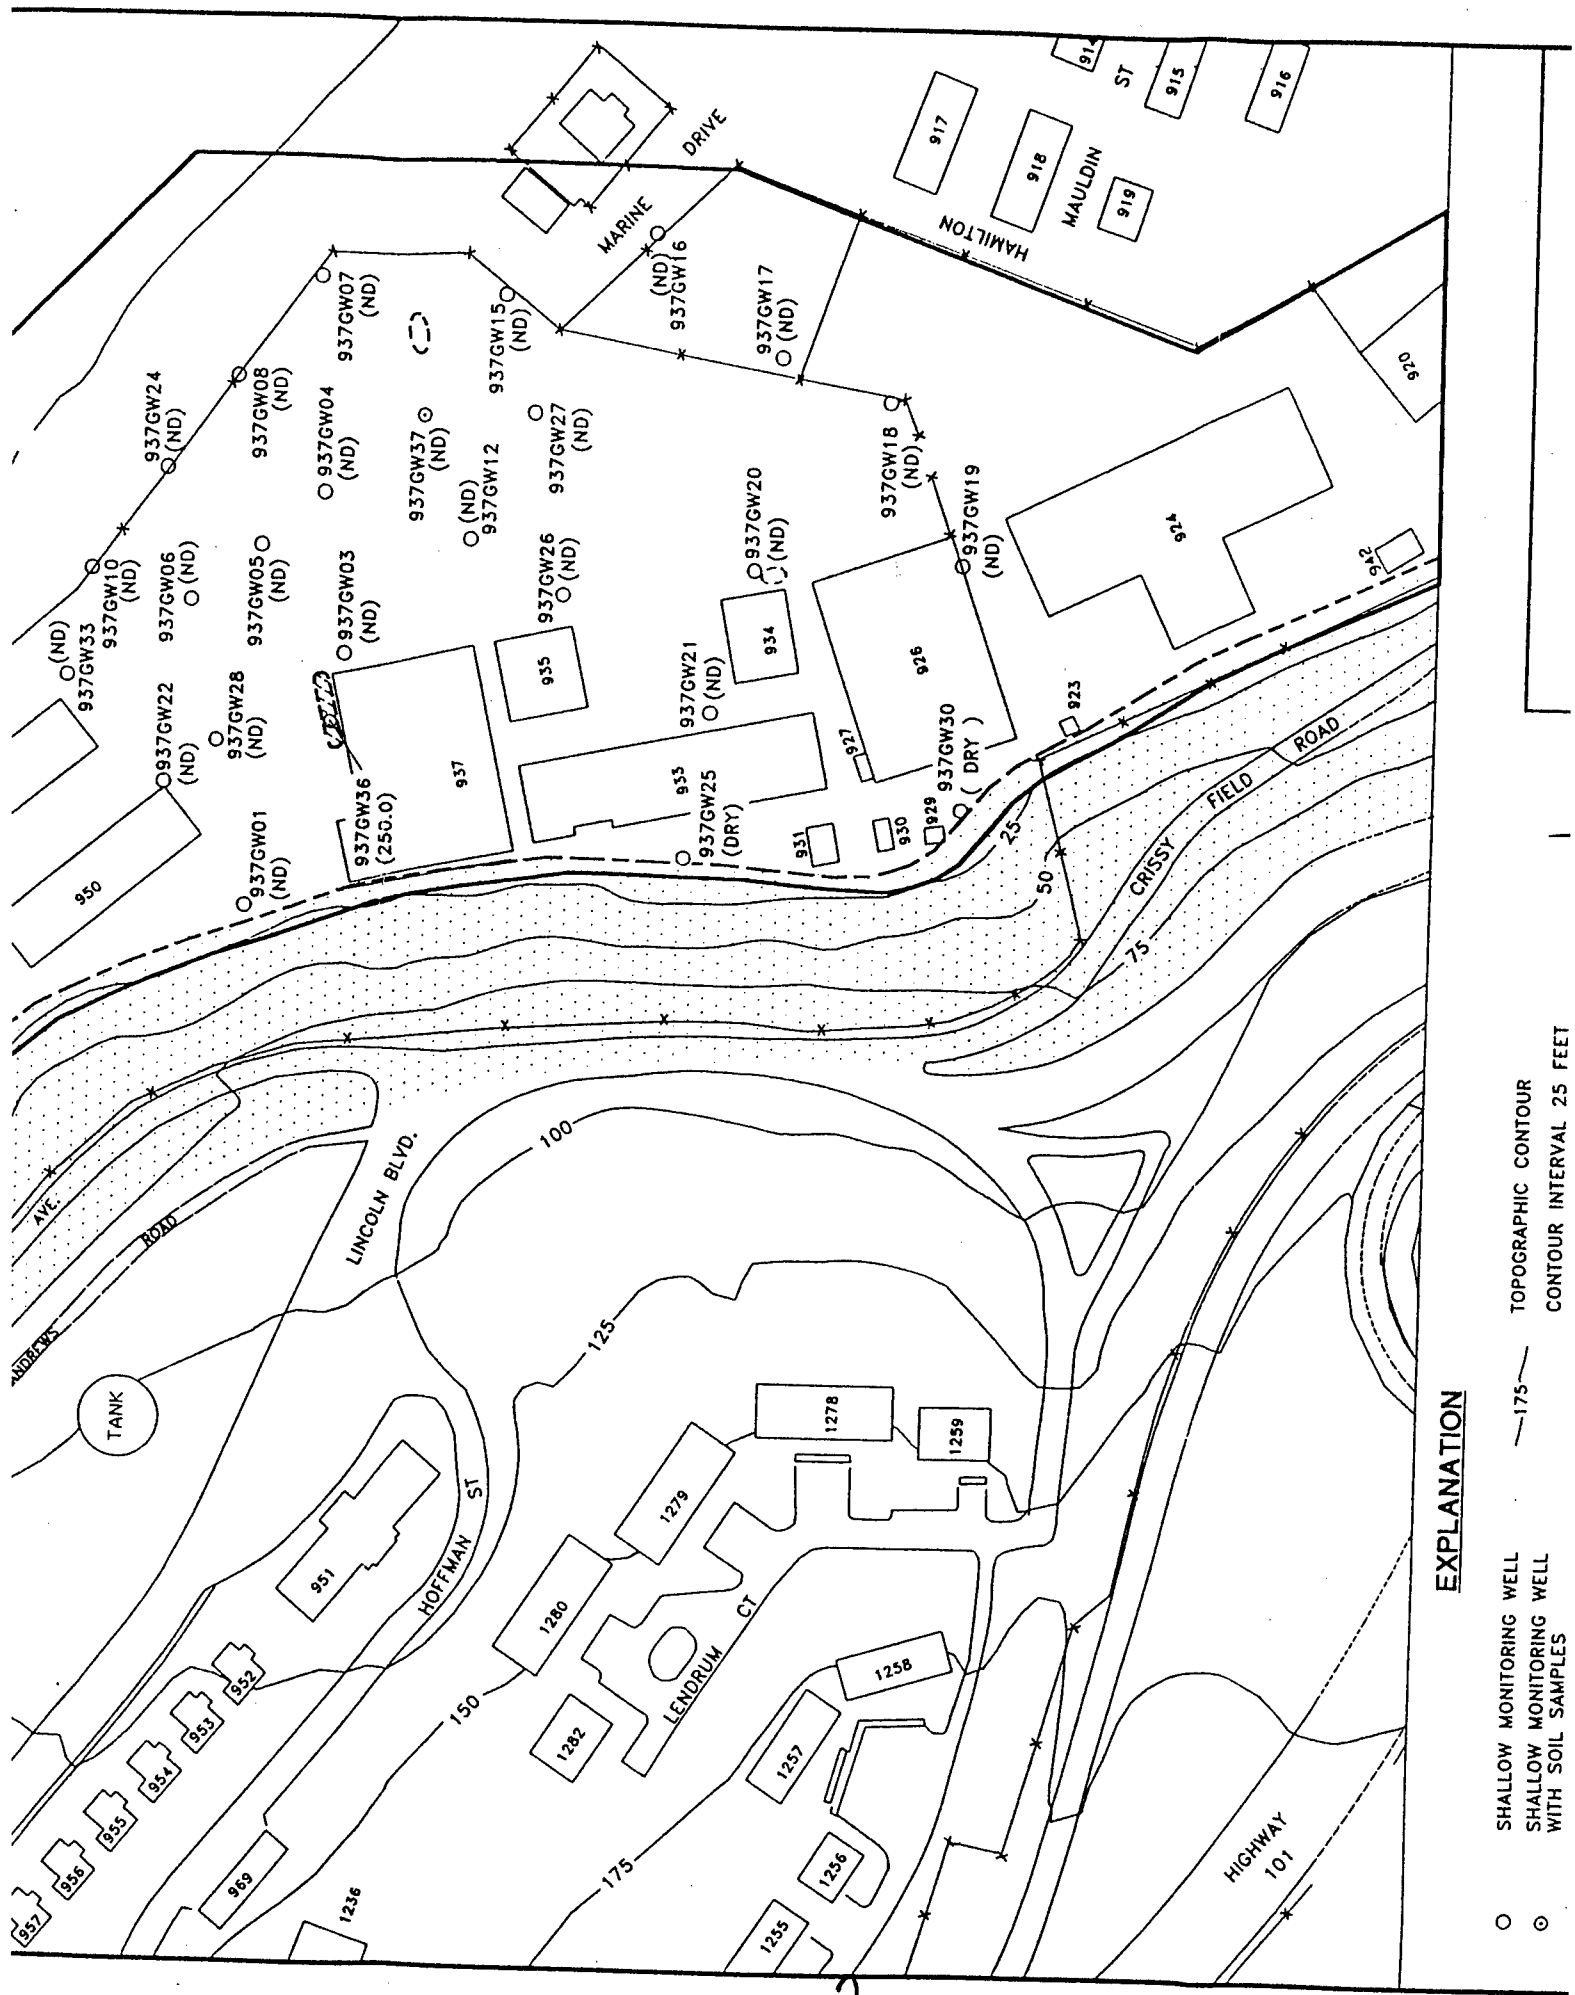 937GW33
(ND)
937GW10
(ND)
937GW24
(ND)
937GW08
(ND)
937GW07
(ND)
937GW06
(ND)
937GW05
(ND)
937GW04
(ND)
937GW22
(ND)
937GW28
(ND)
937GW03
(ND)
937GW37
(ND)
937GW15
(ND)
(ND)
937GW12
937GW27
(ND)
937GW26
(ND)
(ND)
937GW16
937GW17
(ND)
937GW18
(ND)
937GW19
(ND)
937GW20
(ND)
937GW21
(ND)
937GW01
(ND)
937GW36
(250.0)
937GW25
(DRY)
937GW30
( DRY )
MARINE
DRIVE
HAMILTON
MAULDIN
ST
914
915
916
917
918
919
920
924
942
923
926
927
929
930
931
933
934
935
937
950
25
50
75
CRISSY
FIELD
ROAD
AVE.
ROAD
ANDREWS
LINCOLN BLVD.
TANK
100
125
150
175
HOFFMAN
ST
951
952
953
954
955
956
957
969
1236
1280
1279
1278
1259
1282
LENDRUM
CT
1258
1257
1256
1255
HIGHWAY
101
EXPLANATION
SHALLOW MONITORING WELL
SHALLOW MONITORING WELL
WITH SOIL SAMPLES
175
TOPOGRAPHIC CONTOUR
CONTOUR INTERVAL 25 FEET